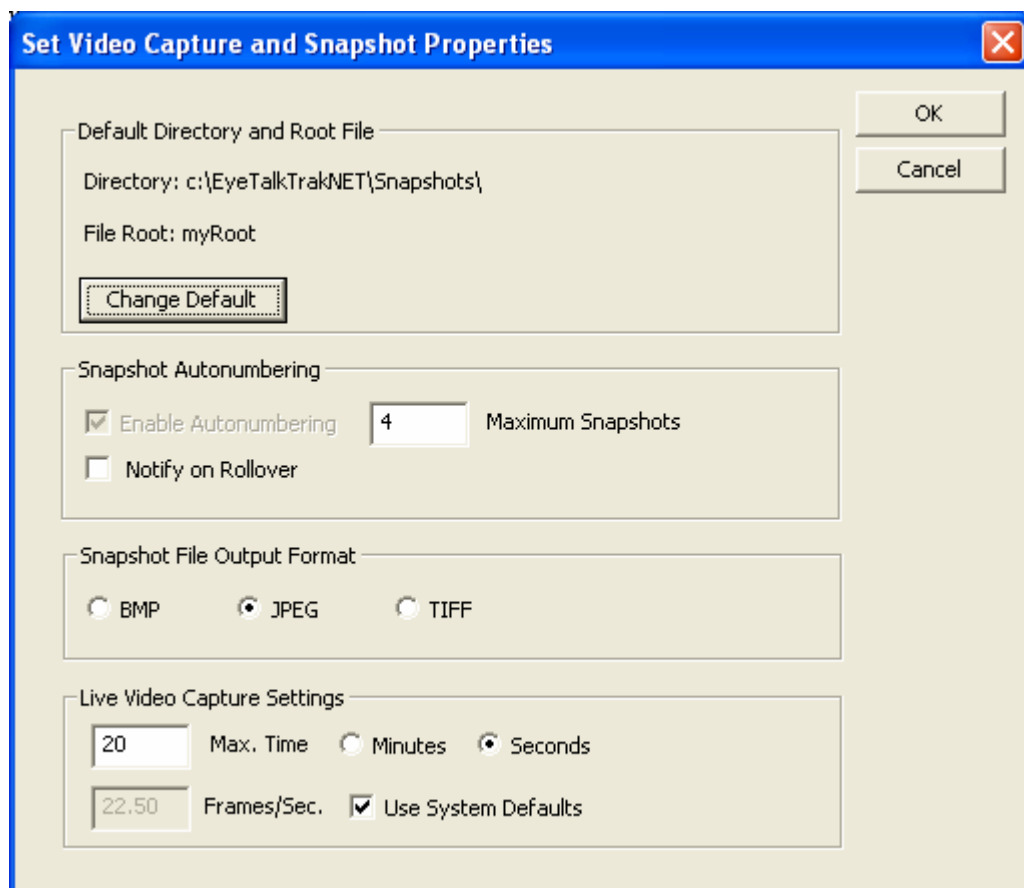 Set Video Capture and Snapshot Properties
OK
Cancel
Default Directory and Root File
Directory: c:\EyeTalkTrakNET\Snapshots\
File Root: myRoot
Change Default
Snapshot Autonumbering
Enable Autonumbering 4 Maximum Snapshots
Notify on Rollover
Snapshot File Output Format
BMP JPEG TIFF
Live Video Capture Settings
20 Max. Time Minutes Seconds
22.50 Frames/Sec. Use System Defaults